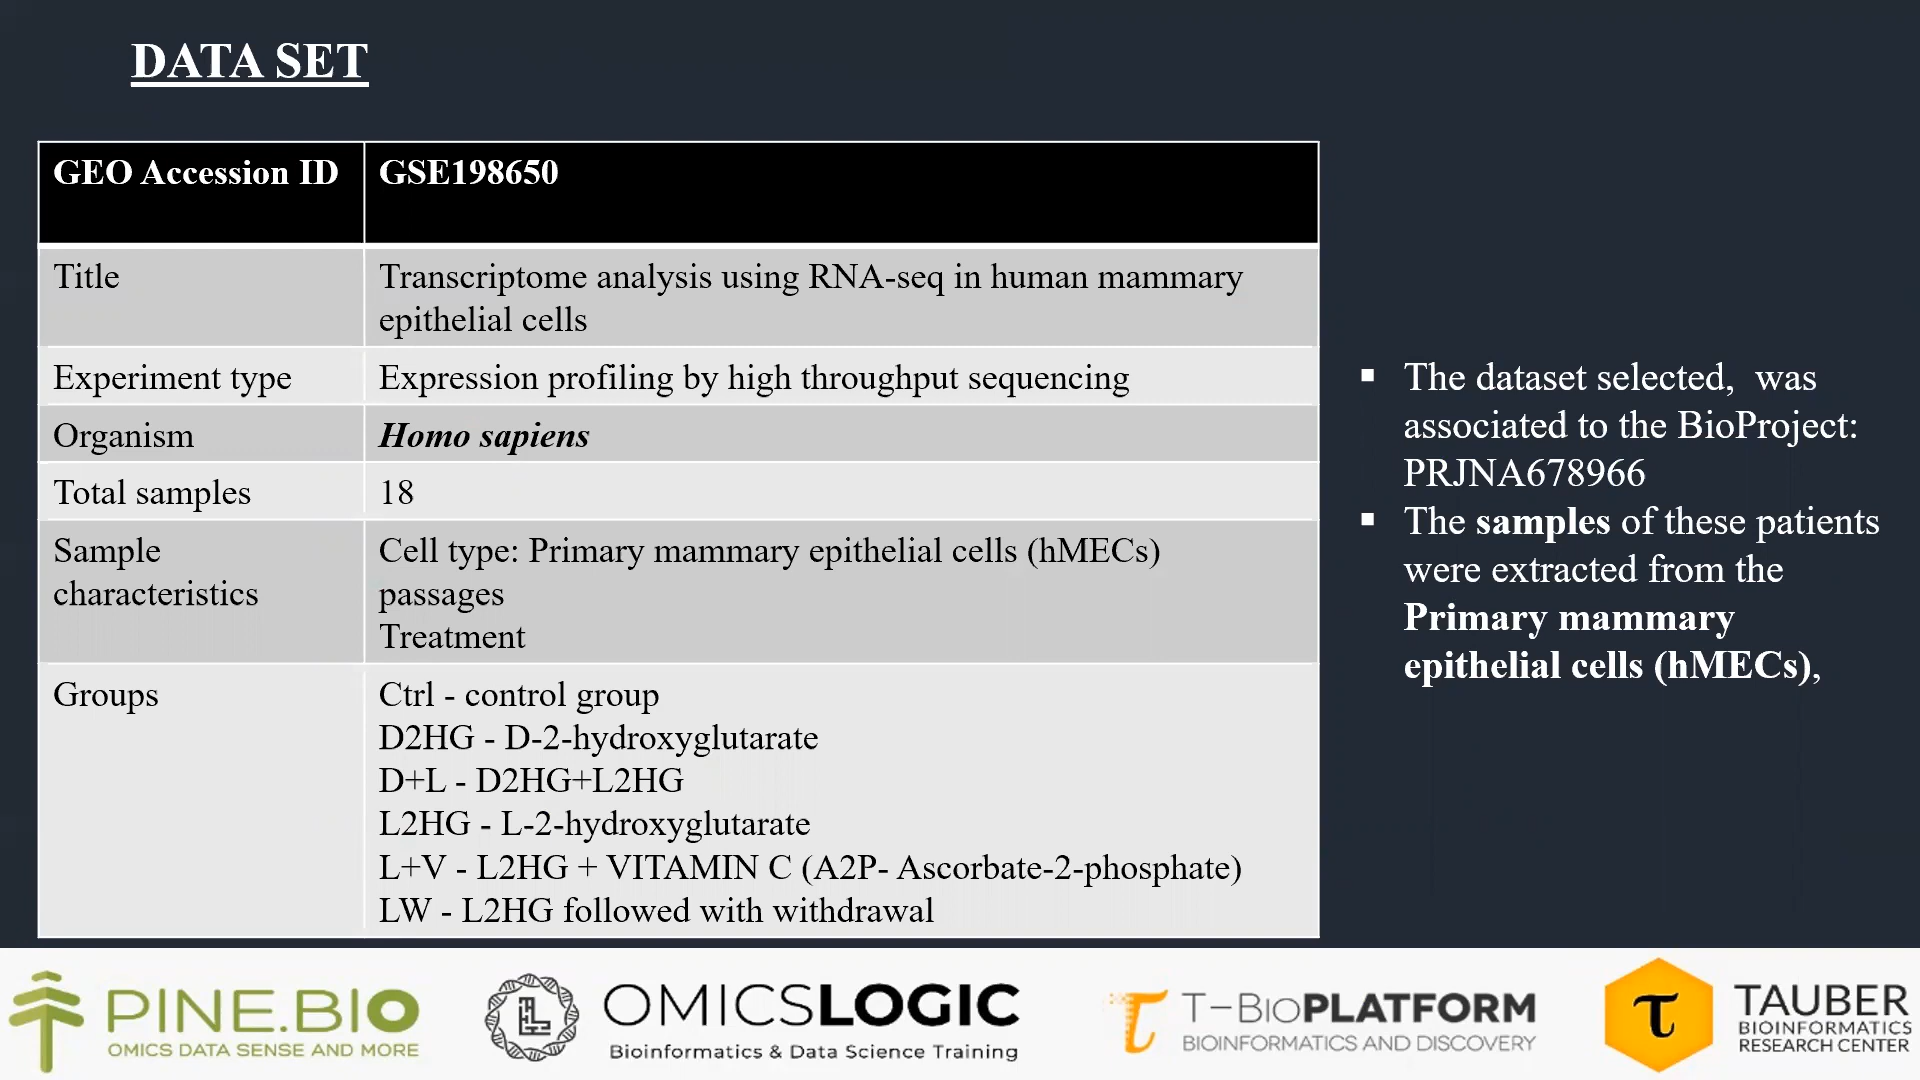 DATA SET
GEO Accession ID
GSE198650
Title
Transcriptome analysis using RNA-seq in human mammary
epithelial cells
Experiment type
Expression profiling by high throughput sequencing
Organism
Homo sapiens
Total samples
18
Sample
characteristics
Cell type: Primary mammary epithelial cells (hMECs)
passages
Treatment
Groups
Ctrl - control group
D2HG - D-2-hydroxyglutarate
D+L - D2HG+L2HG
L2HG - L-2-hydroxyglutarate
L+V - L2HG + VITAMIN C (A2P- Ascorbate-2-phosphate)
LW - L2HG followed with withdrawal
▪ The dataset selected,  was
associated to the BioProject:
PRJNA678966
▪ The samples of these patients
were extracted from the
Primary mammary
epithelial cells (hMECs),
PINE.BIO
OMICS DATA SENSE AND MORE
OMICSLOGIC
Bioinformatics & Data Science Training
T-BioPLATFORM
BIOINFORMATICS AND DISCOVERY
TAUBER
BIOINFORMATICS
RESEARCH CENTER